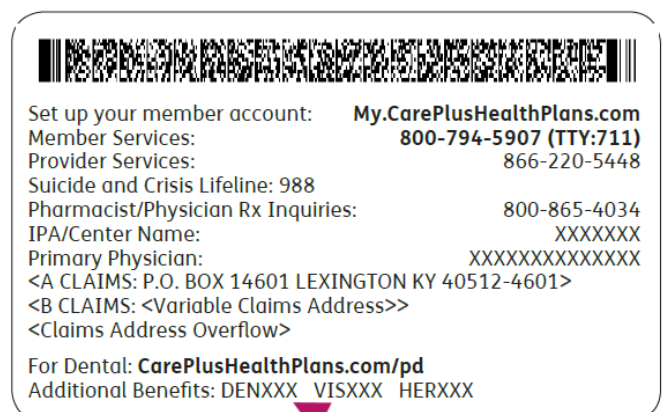 Set up your member account: My.CarePlusHealthPlans.com
Member Services: 800-794-5907 (TTY:711)
Provider Services: 866-220-5448
Suicide and Crisis Lifeline: 988
Pharmacist/Physician Rx Inquiries: 800-865-4034
IPA/Center Name: XXXXXXX
Primary Physician: XXXXXXXXXXXXXX
<A CLAIMS: P.O. BOX 14601 LEXINGTON KY 40512-4601>
<B CLAIMS: <Variable Claims Address>>
<Claims Address Overflow>
For Dental: CarePlusHealthPlans.com/pd
Additional Benefits: DENXXX VISXXX HERXXX